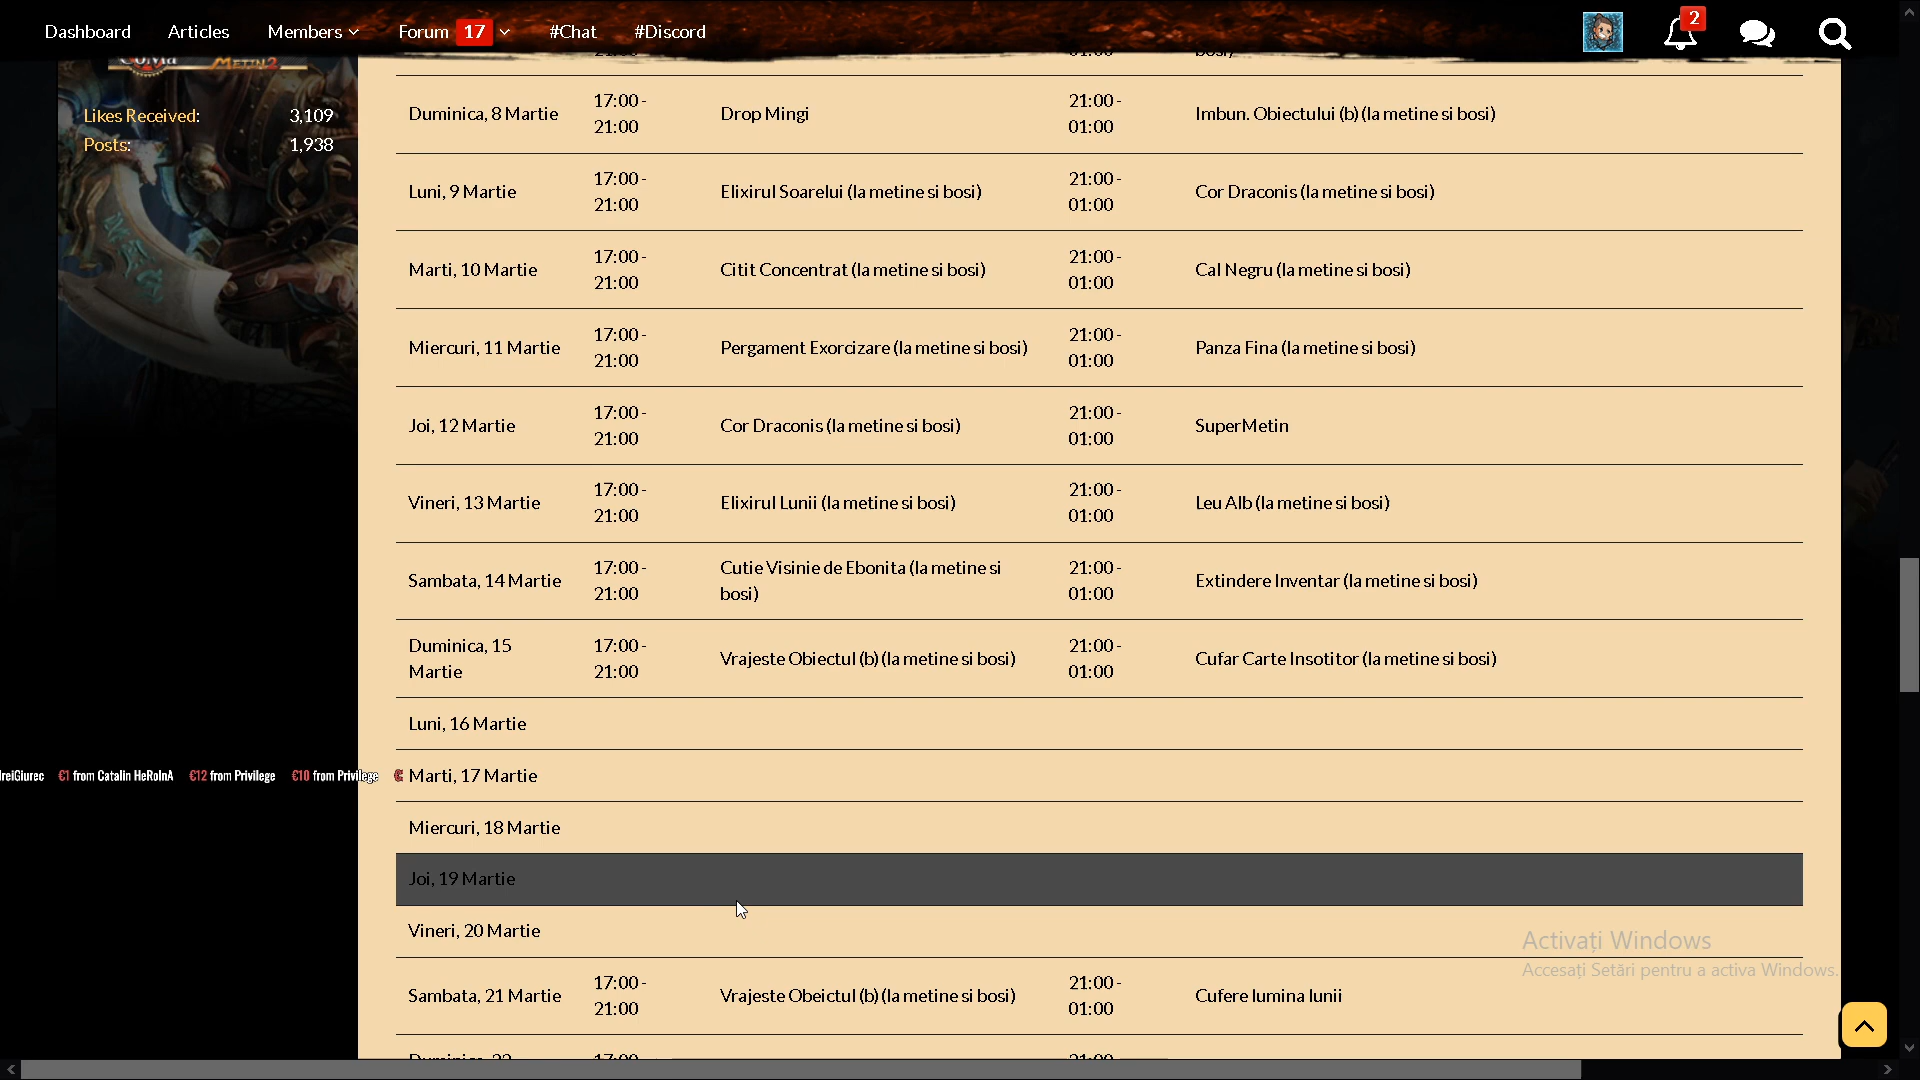 Dashboard Articles Members Forum 17 #Chat #Discord 2
METIN2
Likes Received: 3,109
Posts: 1,938
bosi)
Duminica, 8 Martie 17:00 - 21:00 Drop Mingi 21:00 - 01:00 Imbun. Obiectului (b) (la metine si bosi)
Luni, 9 Martie 17:00 - 21:00 Elixirul Soarelui (la metine si bosi) 21:00 - 01:00 Cor Draconis (la metine si bosi)
Marti, 10 Martie 17:00 - 21:00 Citit Concentrat (la metine si bosi) 21:00 - 01:00 Cal Negru (la metine si bosi)
Miercuri, 11 Martie 17:00 - 21:00 Pergament Exorcizare (la metine si bosi) 21:00 - 01:00 Panza Fina (la metine si bosi)
Joi, 12 Martie 17:00 - 21:00 Cor Draconis (la metine si bosi) 21:00 - 01:00 SuperMetin
Vineri, 13 Martie 17:00 - 21:00 Elixirul Lunii (la metine si bosi) 21:00 - 01:00 Leu Alb (la metine si bosi)
Sambata, 14 Martie 17:00 - 21:00 Cutie Visinie de Ebonita (la metine si bosi) 21:00 - 01:00 Extindere Inventar (la metine si bosi)
Duminica, 15 Martie 17:00 - 21:00 Vrajeste Obiectul (b) (la metine si bosi) 21:00 - 01:00 Cufar Carte Insotitor (la metine si bosi)
Luni, 16 Martie
reiGiurec €1 from Catalin HeRoInA €12 from Privilege €10 from Privilege €
Marti, 17 Martie
Miercuri, 18 Martie
Joi, 19 Martie
Vineri, 20 Martie
Activați Windows
Accesați Setări pentru a activa Windows.
Sambata, 21 Martie 17:00 - 21:00 Vrajeste Obeictul (b) (la metine si bosi) 21:00 - 01:00 Cufere lumina lunii